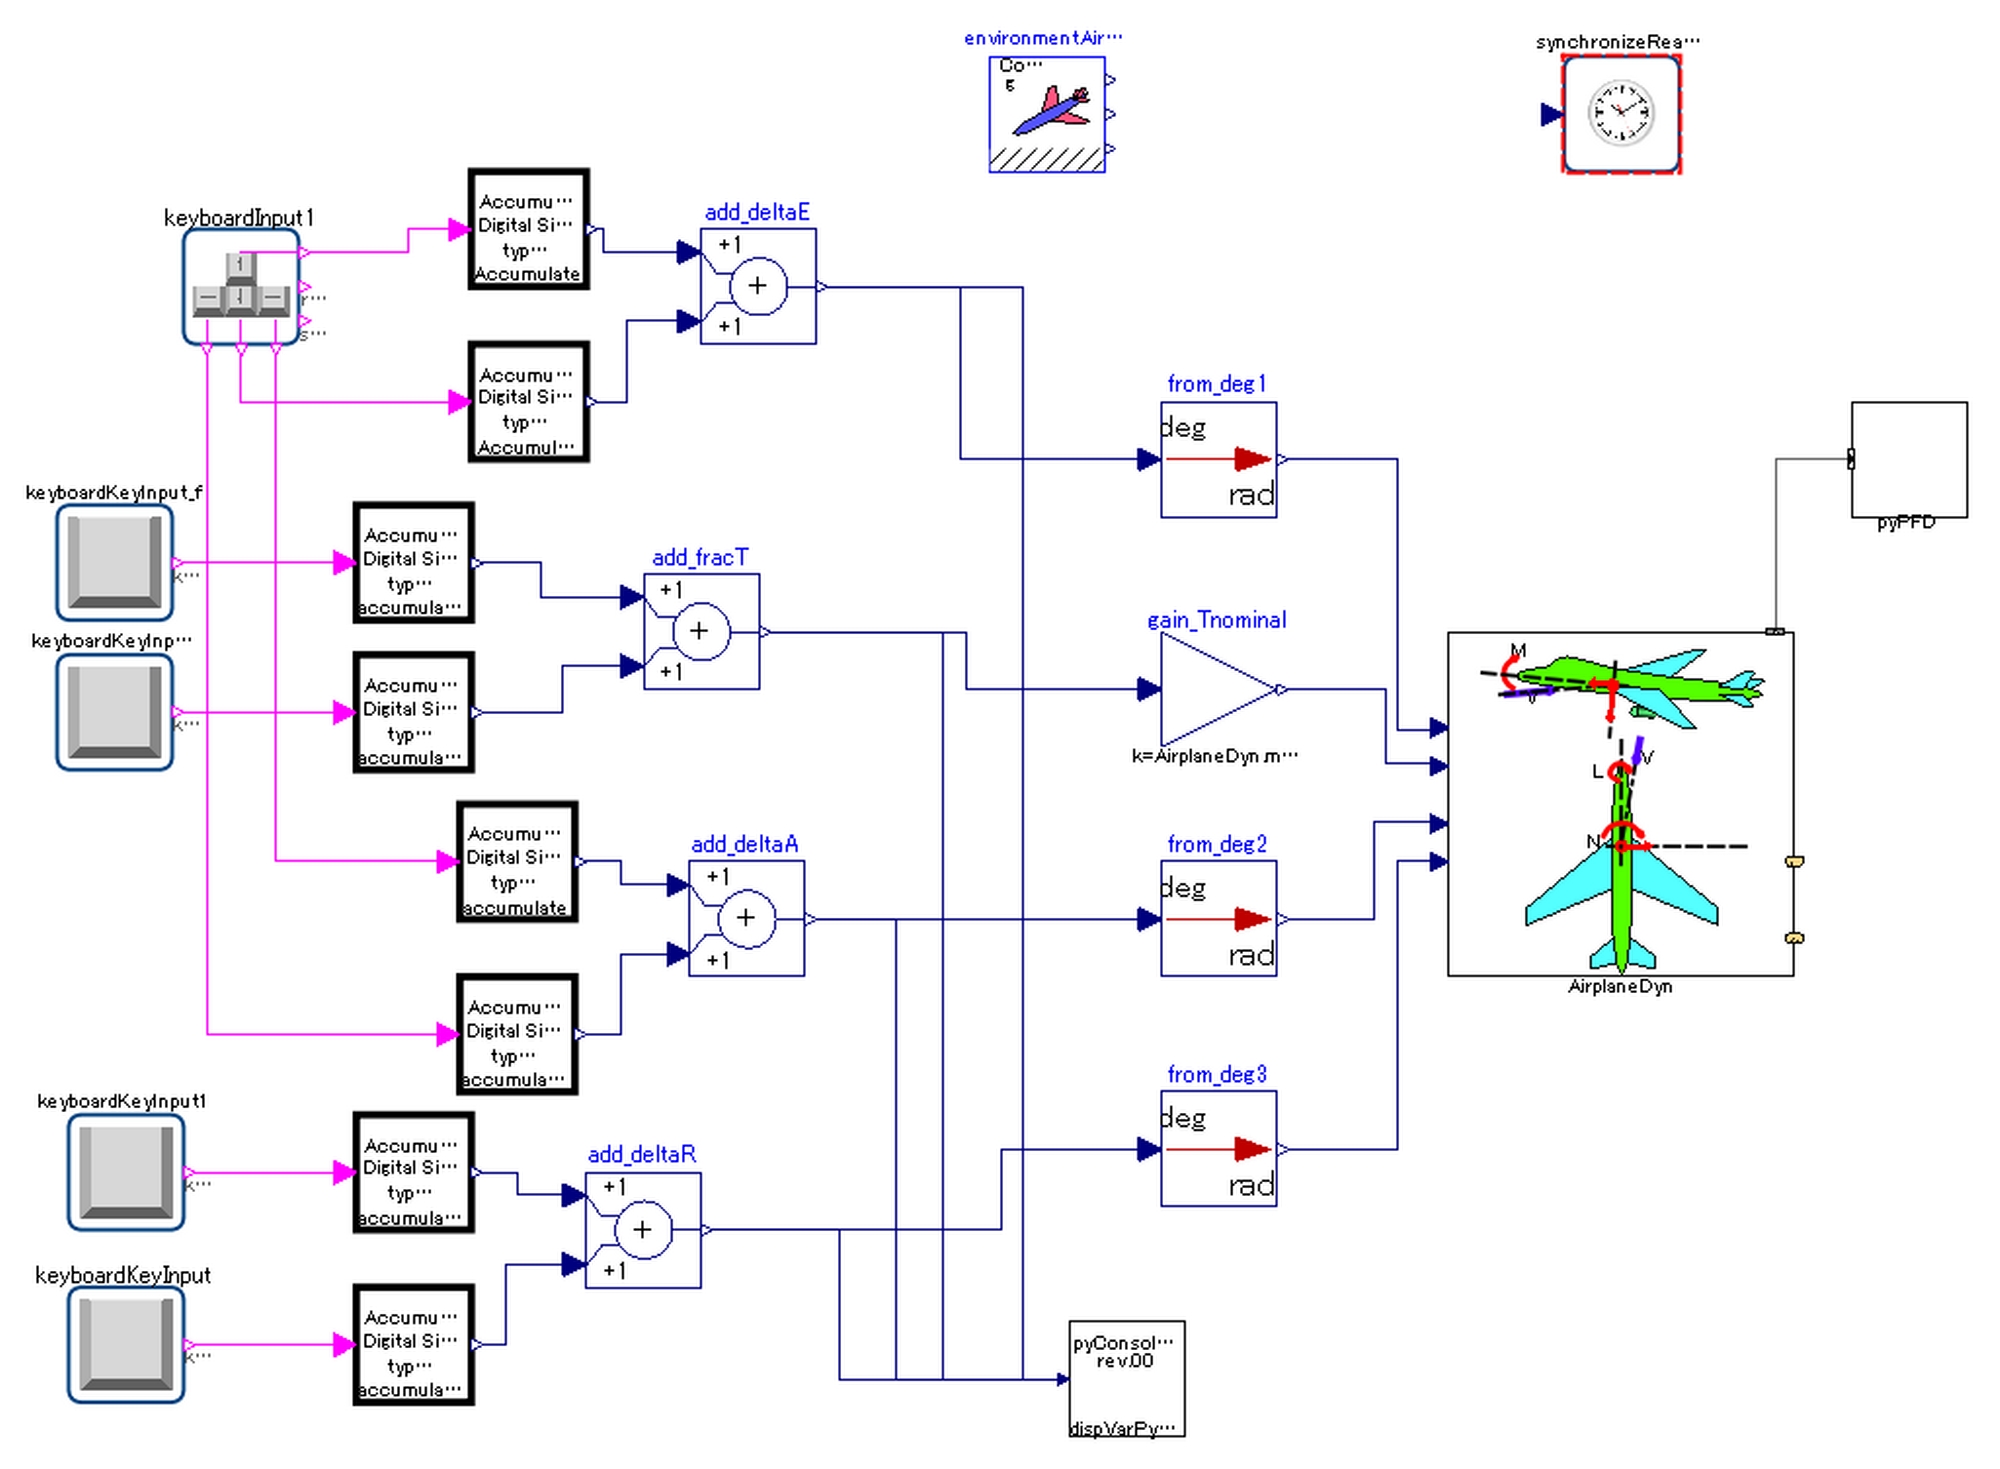 environmentAir…
Co…
g
synchronizeRea…
keyboardInput1
r…
s…
Accumu…
Digital Si…
typ…
Accumulate
add_deltaE
+1
+
+1
Accumu…
Digital Si…
typ…
Accumul…
from_deg1
deg
rad
pyPFD
keyboardKeyInput_f
k…
Accumu…
Digital Si…
typ…
accumula…
add_fracT
+1
+
+1
keyboardKeyInp…
k…
Accumu…
Digital Si…
typ…
accumula…
gain_Tnominal
k=AirplaneDyn.m…
M
V
L
V
N
AirplaneDyn
Accumu…
Digital Si…
typ…
accumulate
add_deltaA
+1
+
+1
from_deg2
deg
rad
Accumu…
Digital Si…
typ…
accumula…
keyboardKeyInput1
k…
Accumu…
Digital Si…
typ…
accumula…
add_deltaR
+1
+
+1
from_deg3
deg
rad
keyboardKeyInput
k…
Accumu…
Digital Si…
typ…
accumula…
pyConsol…
rev.00
dispVarPy…